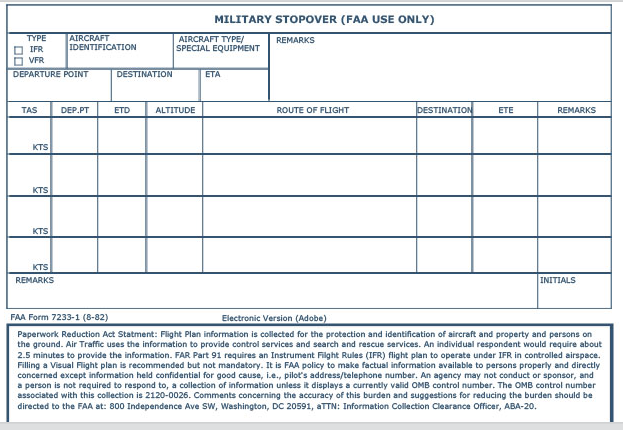 MILITARY STOPOVER (FAA USE ONLY)
TYPE
IFR
VFR
AIRCRAFT
IDENTIFICATION
AIRCRAFT TYPE/
SPECIAL EQUIPMENT
REMARKS
DEPARTURE POINT
DESTINATION
ETA
TAS DEP.PT ETD ALTITUDE ROUTE OF FLIGHT DESTINATION ETE REMARKS
KTS
KTS
KTS
KTS
REMARKS
INITIALS
FAA Form 7233-1 (8-82) Electronic Version (Adobe)
Paperwork Reduction Act Statment: Flight Plan information is collected for the protection and identification of aircraft and property and persons on
the ground. Air Traffic uses the information to provide control services and search and rescue services. An individual respondent would require about
2.5 minutes to provide the information. FAR Part 91 requires an Instrument Flight Rules (IFR) flight plan to operate under IFR in controlled airspace.
Filling a Visual Flight plan is recommended but not mandatory. It is FAA policy to make factual information available to persons properly and directly
concerned except information held confidential for good cause, i.e., pilot's address/telephone number. An agency may not conduct or sponsor, and
a person is not required to respond to, a collection of information unless it displays a currently valid OMB control number. The OMB control number
associated with this collection is 2120-0026. Comments concerning the accuracy of this burden and suggestions for reducing the burden should be
directed to the FAA at: 800 Independence Ave SW, Washington, DC 20591, aTTN: Information Collection Clearance Officer, ABA-20.